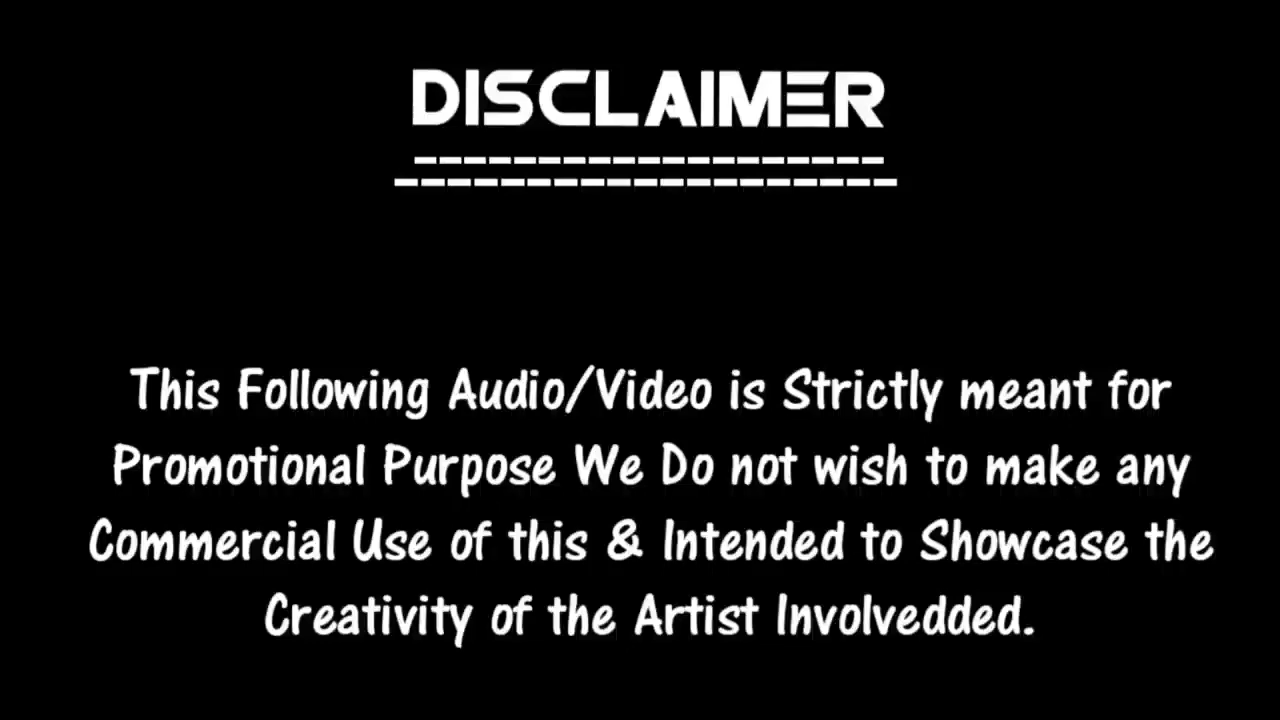 DISCLAIMER
This Following Audio/Video is Strictly meant for
Promotional Purpose We Do not wish to make any
Commercial Use of this & Intended to Showcase the
Creativity of the Artist Involvedded.